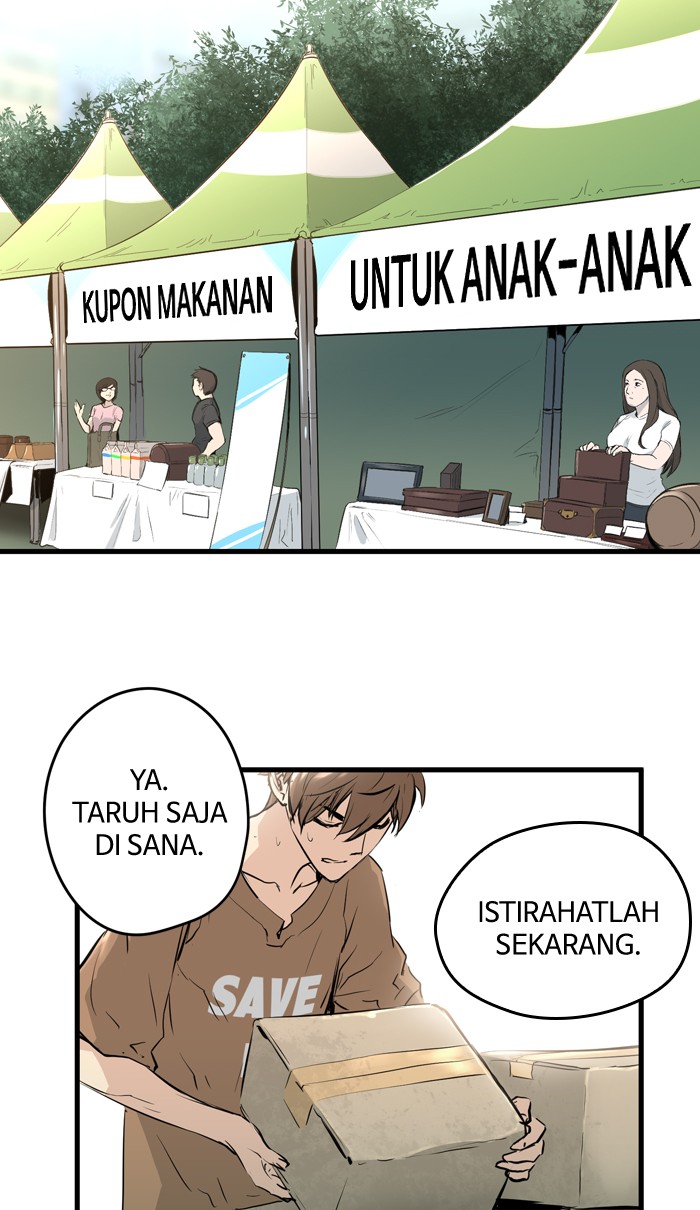 KUPON MAKANAN
UNTUK ANAK-ANAK
YA.
TARUH SAJA
DI SANA.
ISTIRAHATLAH
SEKARANG.
SAVE